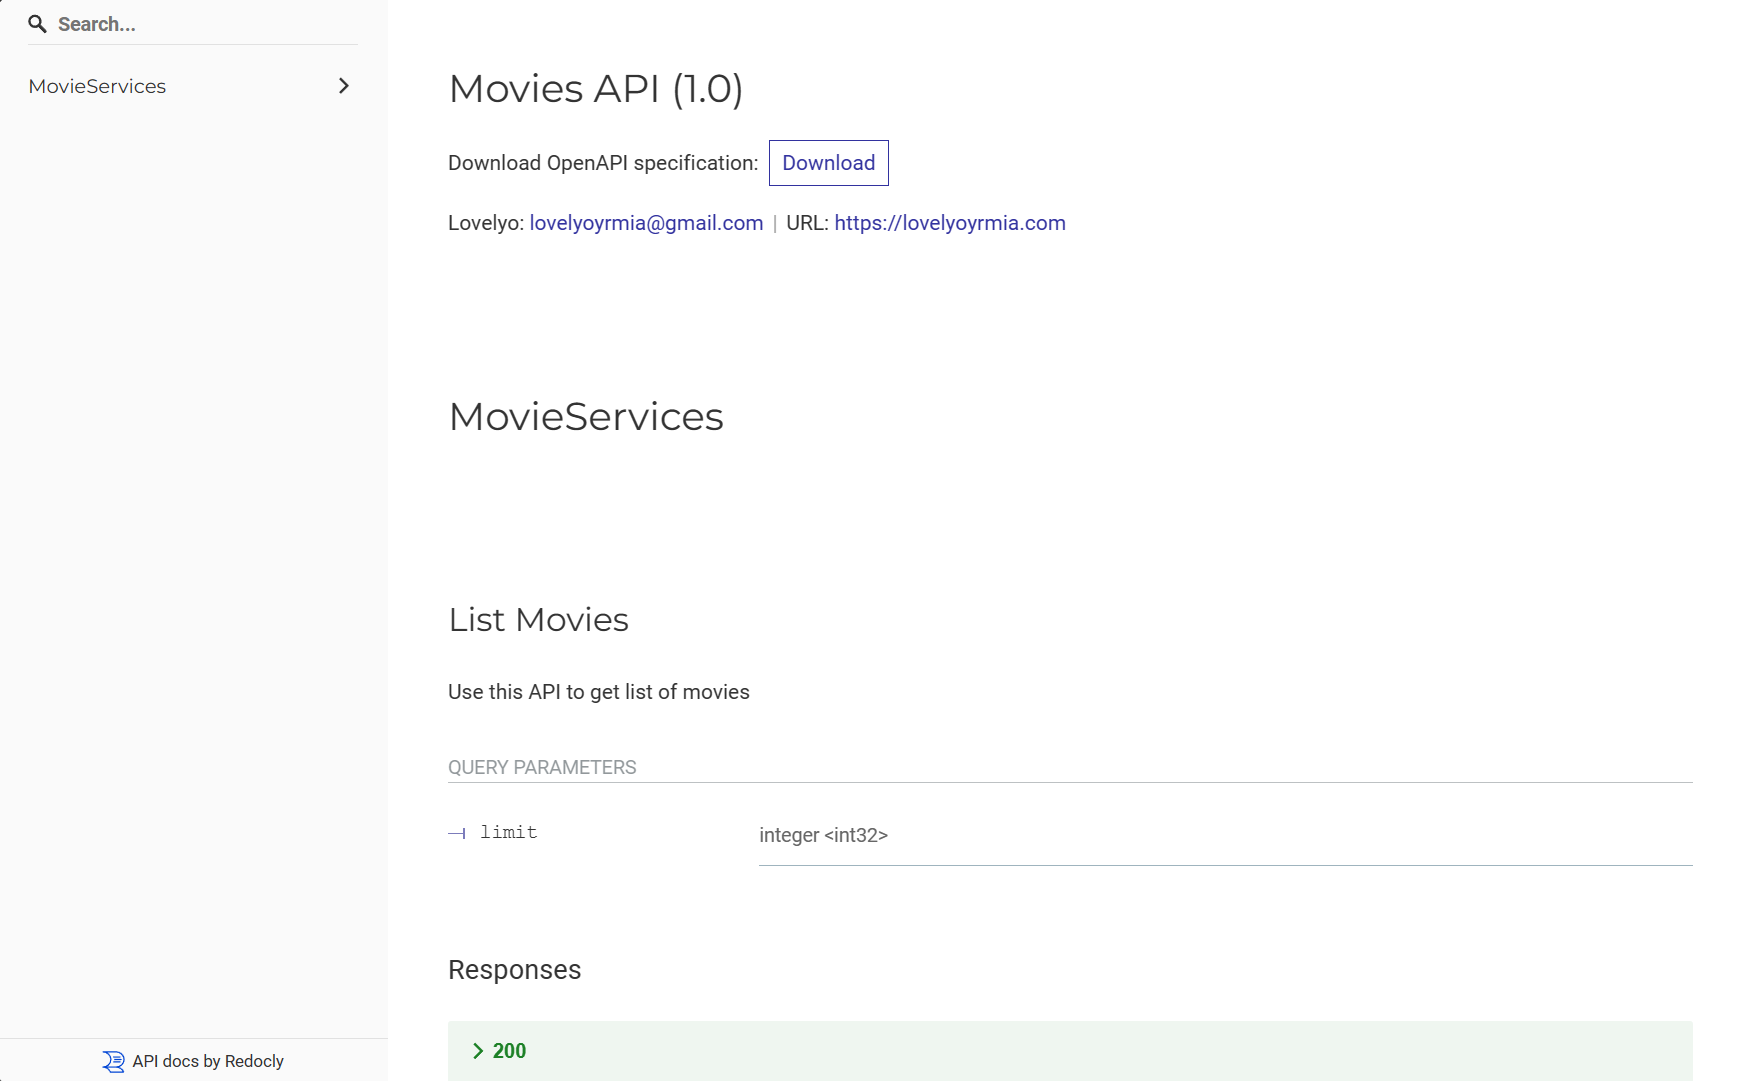 Search...
MovieServices
Movies API (1.0)
Download OpenAPI specification: Download
Lovelyo: lovelyoyrmia@gmail.com | URL: https://lovelyoyrmia.com
MovieServices
List Movies
Use this API to get list of movies
QUERY PARAMETERS
limit integer <int32>
Responses
200
API docs by Redocly